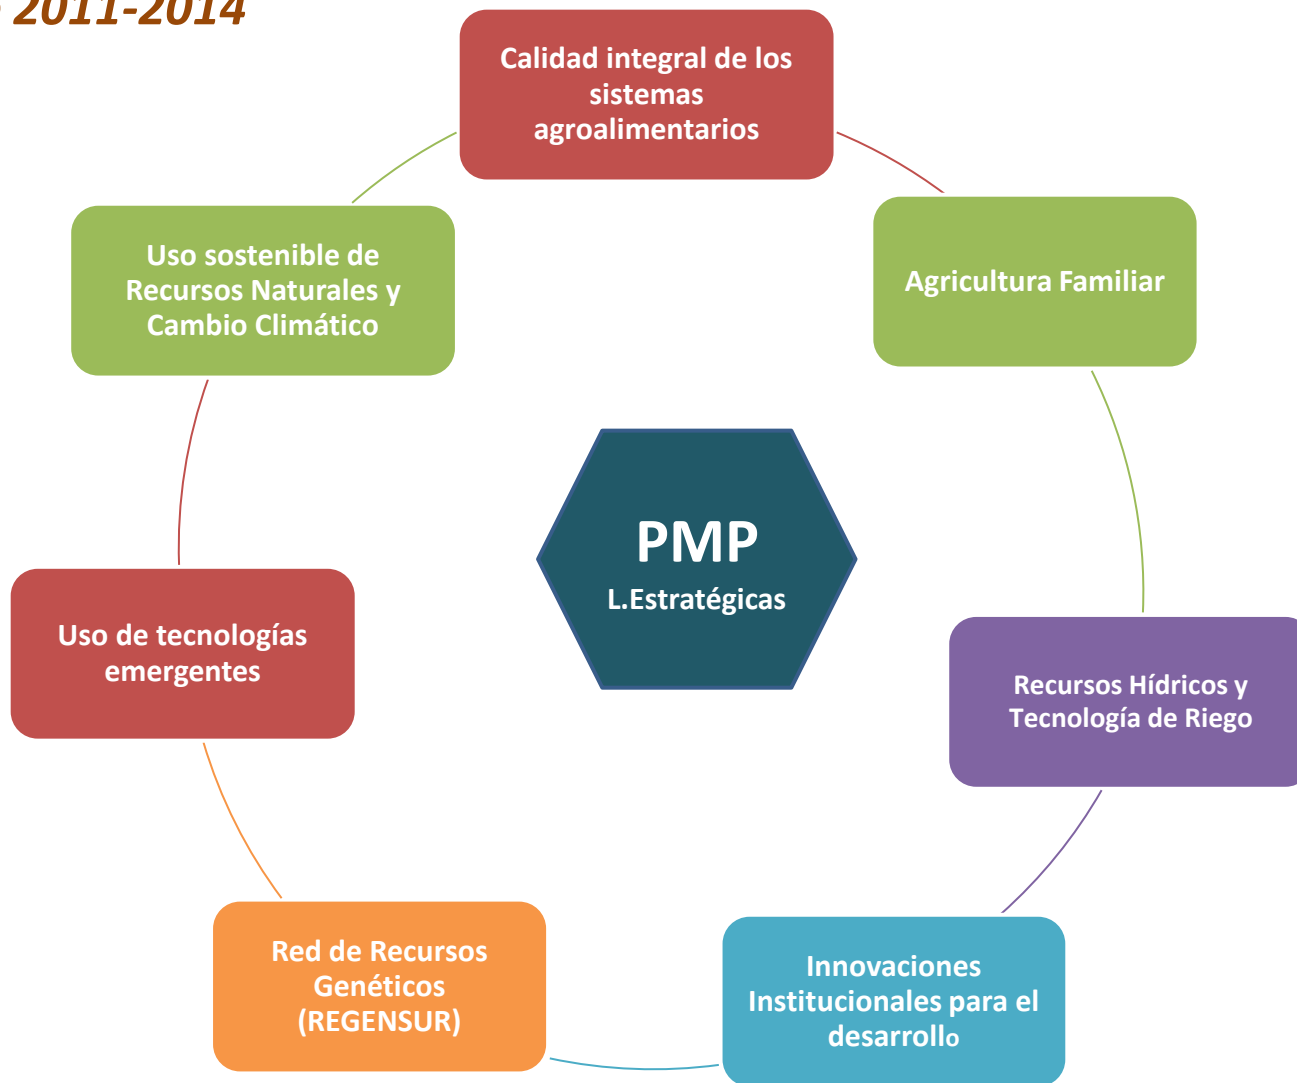 2011-2014
Calidad integral de los
sistemas
agroalimentarios
Agricultura Familiar
Recursos Hídricos y
Tecnología de Riego
Innovaciones
Institucionales para el
desarrollo
Red de Recursos
Genéticos
(REGENSUR)
Uso de tecnologías
emergentes
Uso sostenible de
Recursos Naturales y
Cambio Climático
PMP
L.Estratégicas